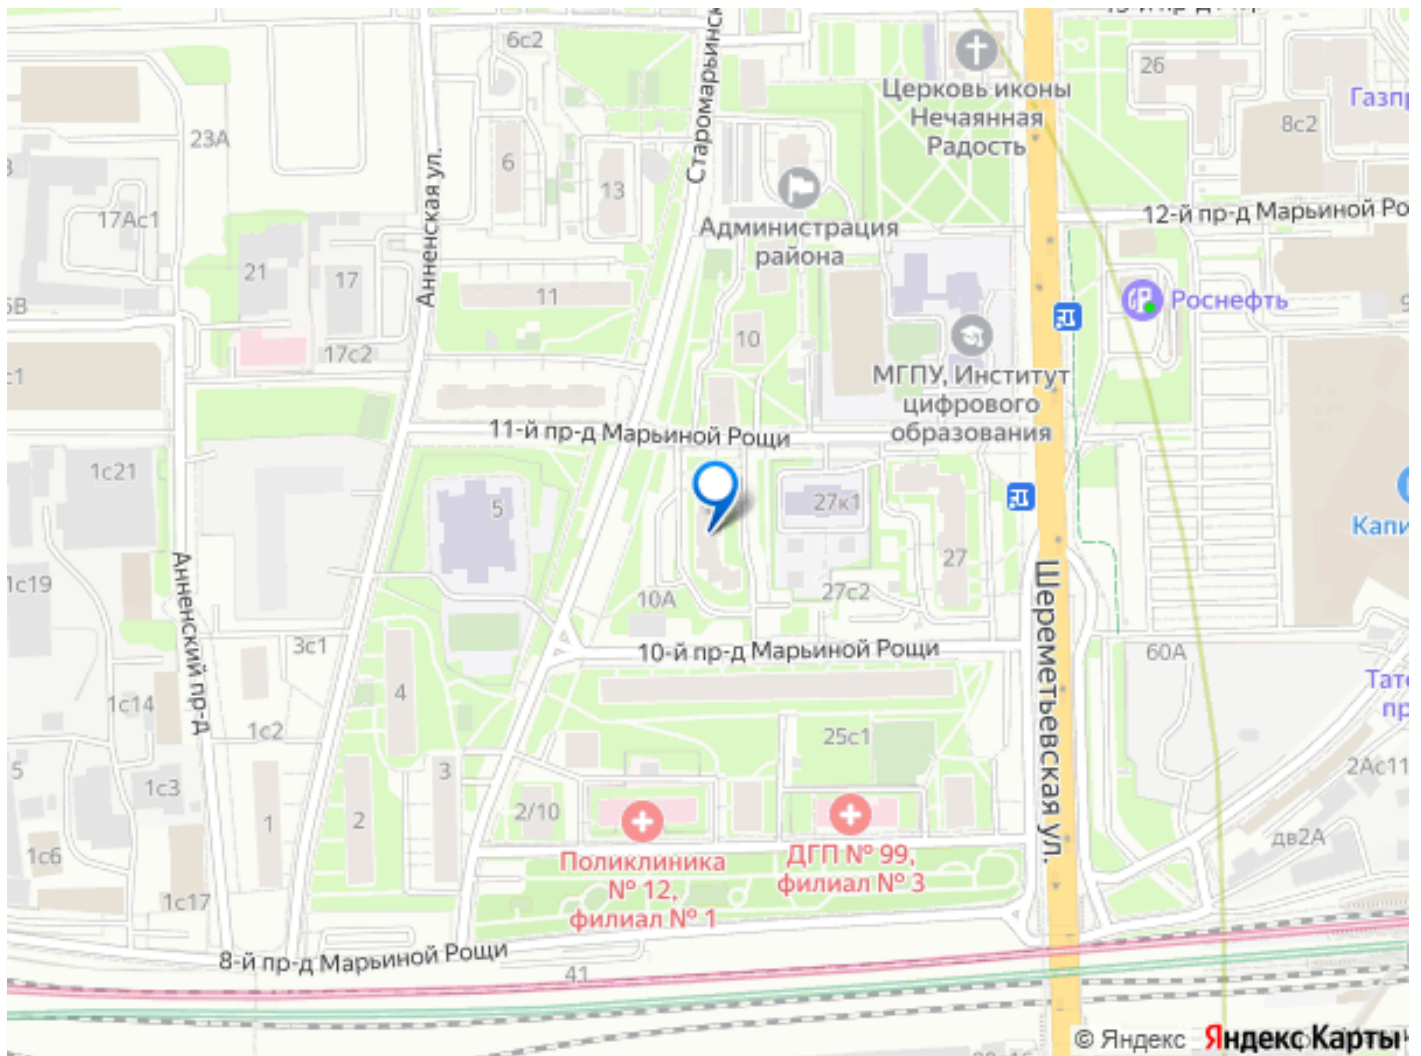 6с2
Старомарьинск
Церковь иконы
Нечаянная
Радость
26
Газпр
8с2
23А
6
13
17Ас1
Анненская ул.
Администрация
района
12-й пр-д Марьиной Ро
21
17
11
Роснефть
10
17с2
с1
МГПУ, Институт
цифрового
образования
11-й пр-д Марьиной Рощи
1с21
5
27к1
Капи
27
1с19
10А
27с2
Анненский пр-д
Шереметьевская ул.
3с1
10-й пр-д Марьиной Рощи
60А
Тат
пр
4
1с14
1с2
25с1
5
1с3
3
2Ас11
1
2
2/10
дв2А
1с6
Поликлиника
№ 12,
филиал № 1
ДГП № 99,
филиал № 3
1с17
8-й пр-д Марьиной Рощи
41
© Яндекс Яндекс Карты